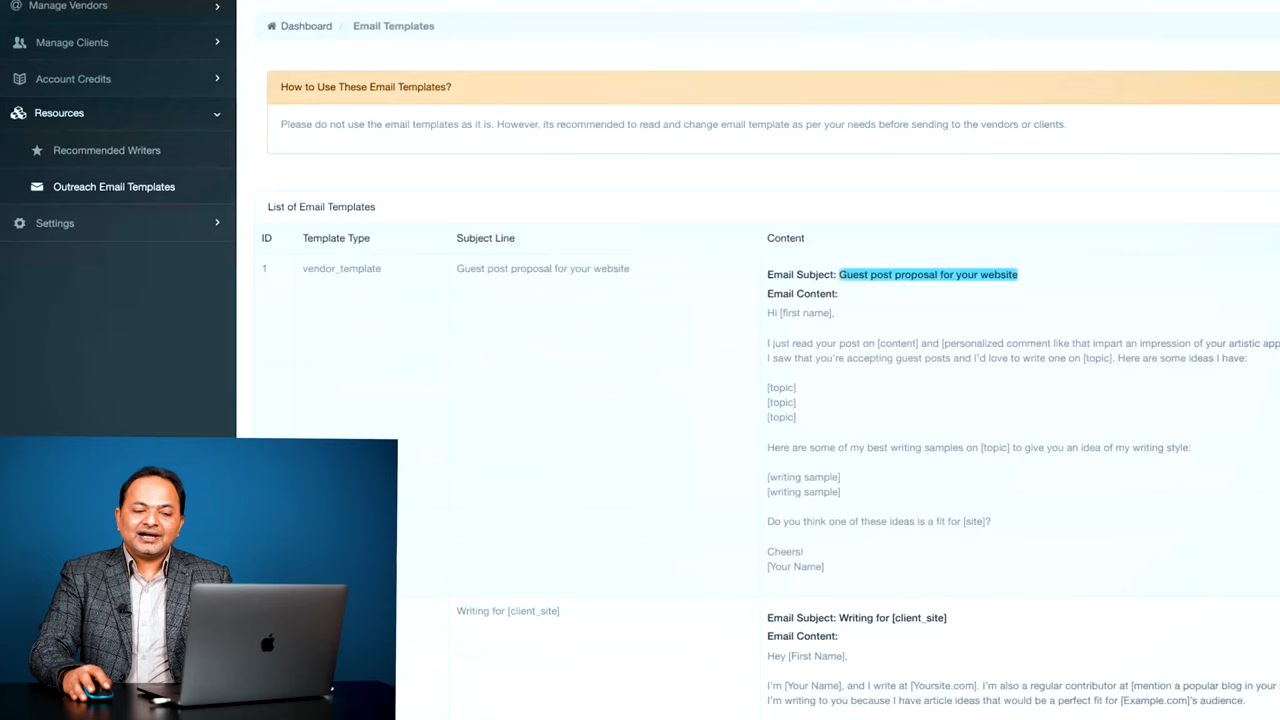 Manage Vendors
Manage Clients
Account Credits
Resources
Recommended Writers
Outreach Email Templates
Settings
Dashboard / Email Templates
How to Use These Email Templates?
Please do not use the email templates as it is. However, its recommended to read and change email template as per your needs before sending to the vendors or clients.
List of Email Templates
ID Template Type Subject Line Content
1 vendor_template Guest post proposal for your website
Email Subject: Guest post proposal for your website
Email Content:
Hi [first name],
I just read your post on [content] and [personalized comment like that impart an impression of your artistic app
I saw that you're accepting guest posts and I'd love to write one on [topic]. Here are some ideas I have:
[topic]
[topic]
[topic]
Here are some of my best writing samples on [topic] to give you an idea of my writing style:
[writing sample]
[writing sample]
Do you think one of these ideas is a fit for [site]?
Cheers!
[Your Name]
Writing for [client_site]
Email Subject: Writing for [client_site]
Email Content:
Hey [First Name],
I'm [Your Name], and I write at [Yoursite.com]. I'm also a regular contributor at [mention a popular blog in your
I'm writing to you because I have article ideas that would be a perfect fit for [Example.com]'s audience.